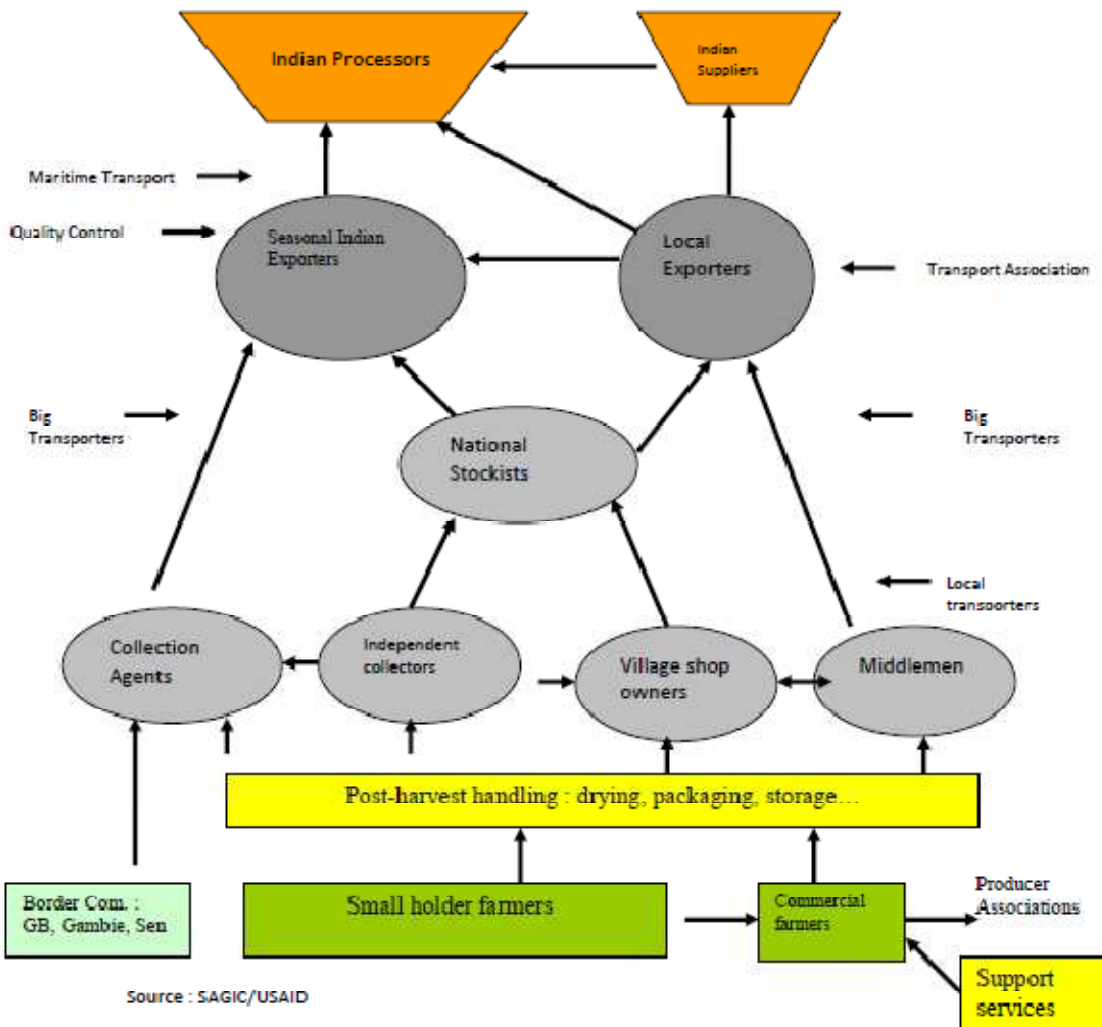 Indian Processors
Indian
Suppliers
Maritime Transport
Quality Control
Seasonal Indian
Exporters
Local
Exporters
Transport Association
Big
Transporters
National
Stockists
Big
Transporters
Local
transoorters
Collection
Agents
Independent
collectors
Village shop
owners
Middlemen
Post-harvest handling : drying, packaging, storage…
Border Com. :
GB, Gambie, Sen
Small holder farmers
Commercial
farmers
Producer
Associations
Support
services
Source : SAGIC/USAID